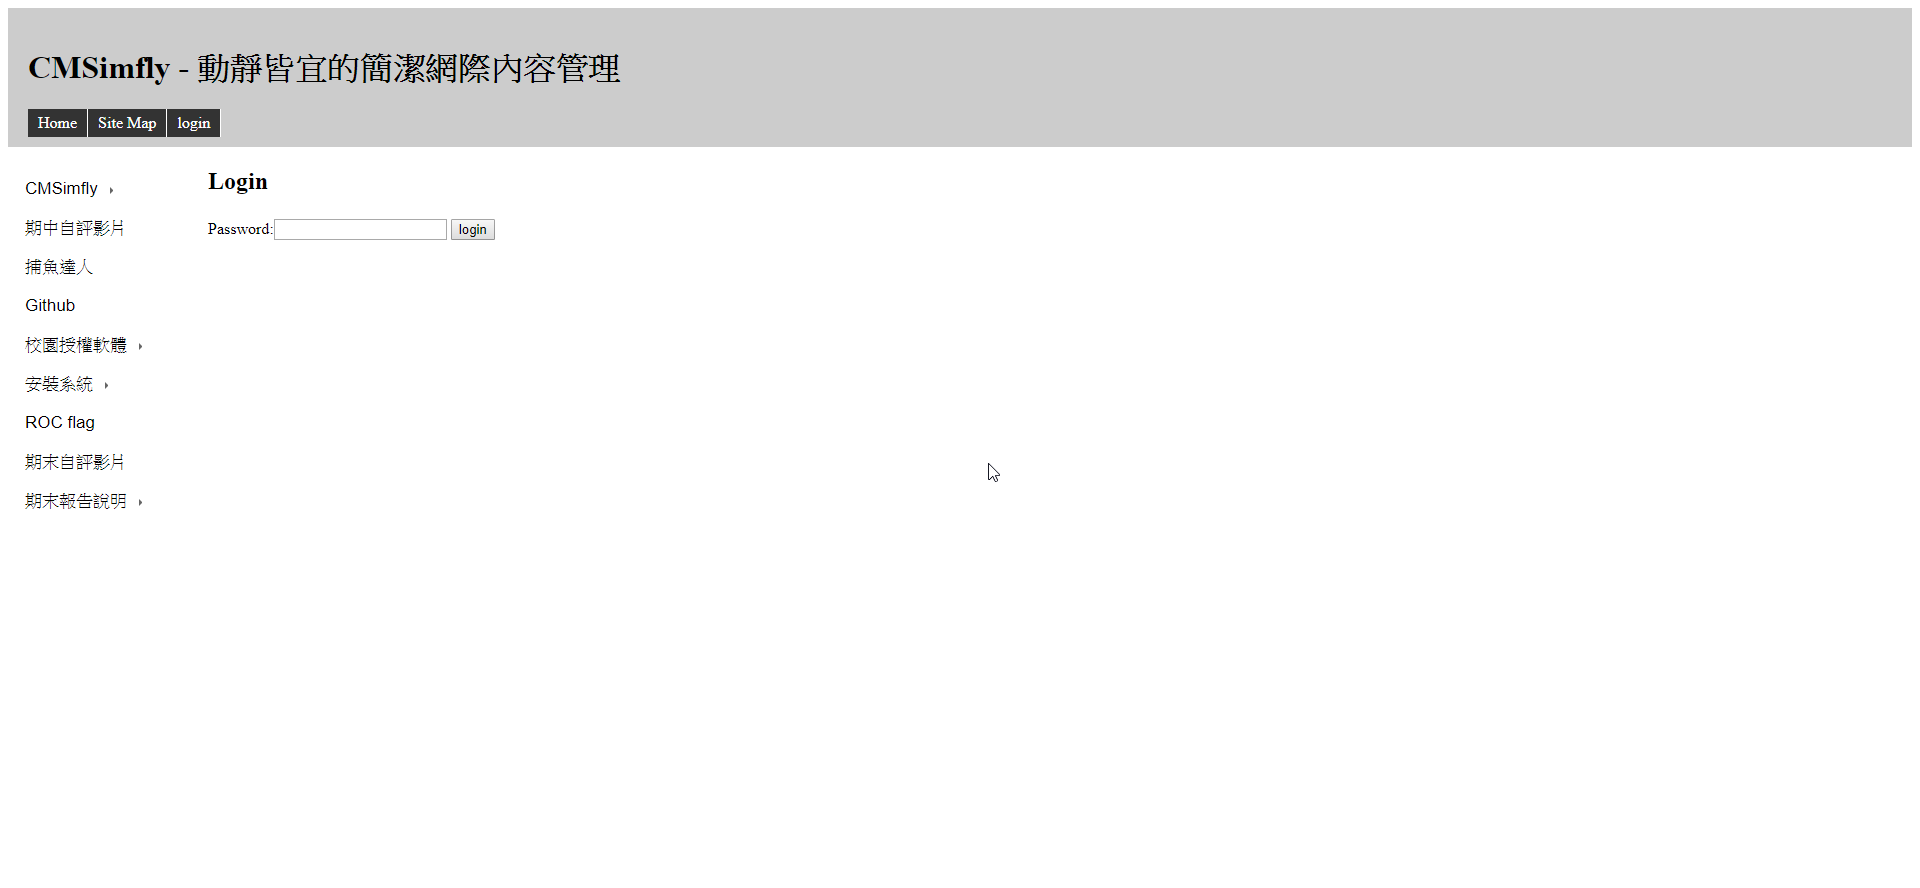 CMSimfly - 動靜皆宜的簡潔網際內容管理
Home Site Map login
CMSimfly
期中自評影片
捕魚達人
Github
校園授權軟體
安裝系統
ROC flag
期末自評影片
期末報告說明
Login
Password: login